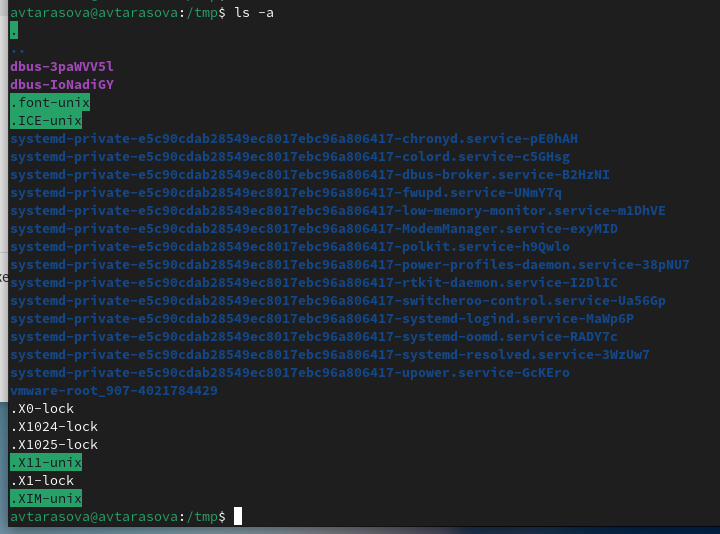 avtarasova@avtarasova:/tmp$ ls -a
.
..
dbus-3paWVV5l
dbus-IoNadiGY
.font-unix
.ICE-unix
systemd-private-e5c90cdab28549ec8017ebc96a806417-chronyd.service-pE0hAH
systemd-private-e5c90cdab28549ec8017ebc96a806417-colord.service-c5GHsg
systemd-private-e5c90cdab28549ec8017ebc96a806417-dbus-broker.service-B2HzNI
systemd-private-e5c90cdab28549ec8017ebc96a806417-fwupd.service-UNmY7q
systemd-private-e5c90cdab28549ec8017ebc96a806417-low-memory-monitor.service-m1DhVE
systemd-private-e5c90cdab28549ec8017ebc96a806417-ModemManager.service-exyMID
systemd-private-e5c90cdab28549ec8017ebc96a806417-polkit.service-h9Qwlo
systemd-private-e5c90cdab28549ec8017ebc96a806417-power-profiles-daemon.service-38pNU7
systemd-private-e5c90cdab28549ec8017ebc96a806417-rtkit-daemon.service-I2DlIC
systemd-private-e5c90cdab28549ec8017ebc96a806417-switcheroo-control.service-Ua56Gp
systemd-private-e5c90cdab28549ec8017ebc96a806417-systemd-logind.service-MaWp6P
systemd-private-e5c90cdab28549ec8017ebc96a806417-systemd-oomd.service-RADY7c
systemd-private-e5c90cdab28549ec8017ebc96a806417-systemd-resolved.service-3WzUw7
systemd-private-e5c90cdab28549ec8017ebc96a806417-upower.service-GcKEro
vmware-root_907-4021784429
.X0-lock
.X1024-lock
.X1025-lock
.X11-unix
.X1-lock
.XIM-unix
avtarasova@avtarasova:/tmp$